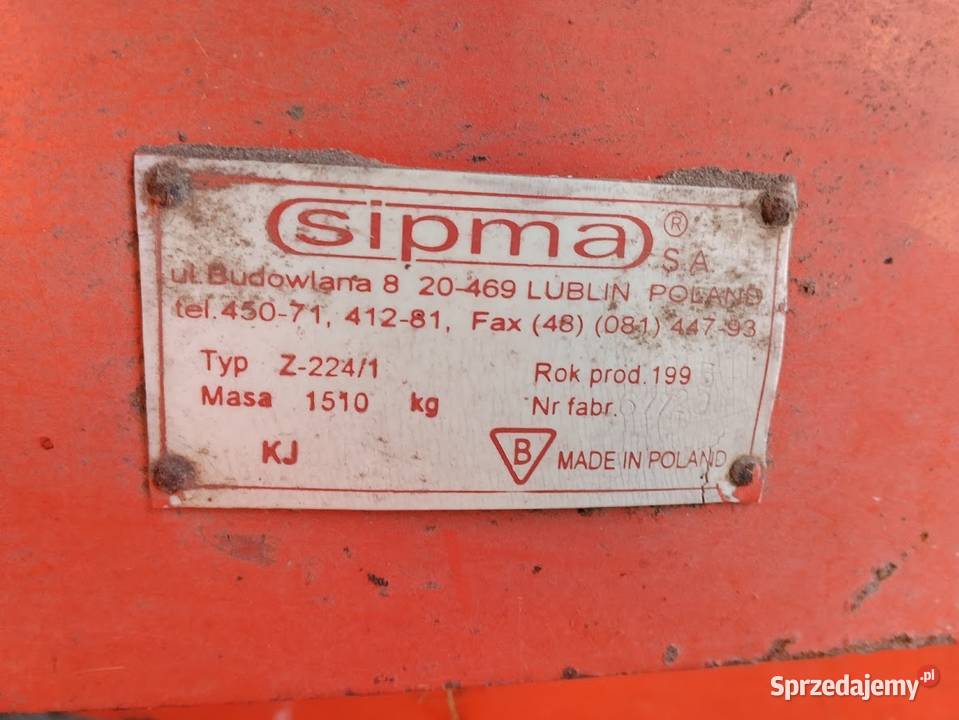 sipma ®
S.A.
ul. Budowlana 8 20-469 LUBLIN POLAND
tel. 450-71, 412-81, Fax (48) (081) 447-93
Typ Z-224/1
Rok prod. 199
Masa 1510 kg
Nr fabr.
KJ
B MADE IN POLAND
Sprzedajemy.pl